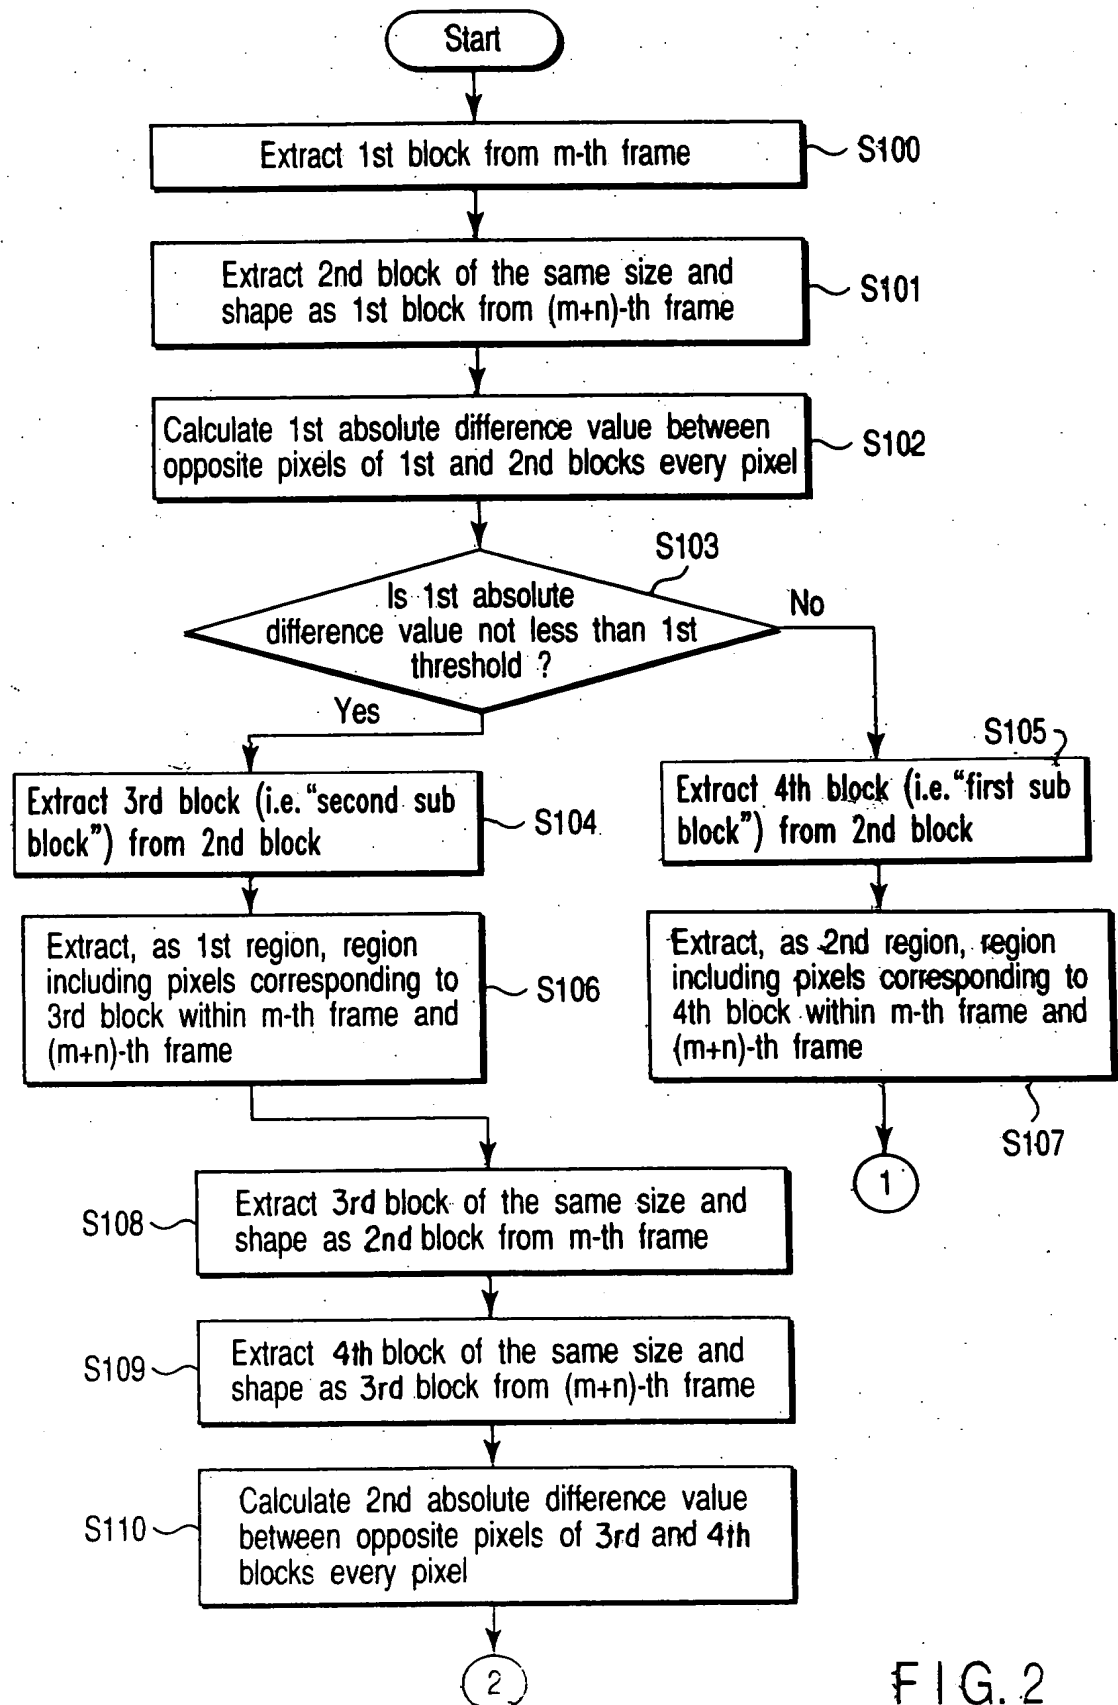 Start
Extract 1st block from m-th frame
S100
Extract 2nd block of the same size and
shape as 1st block from (m+n)-th frame
S101
Calculate 1st absolute difference value between
opposite pixels of 1st and 2nd blocks every pixel
S102
S103
Is 1st absolute
difference value not less than 1st
threshold ?
No
Yes
S105
Extract 3rd block (i.e. "second sub
block") from 2nd block
S104
Extract 4th block (i.e. "first sub
block") from 2nd block
Extract, as 1st region, region
including pixels corresponding to
3rd block within m-th frame and
(m+n)-th frame
S106
Extract, as 2nd region, region
including pixels corresponding to
4th block within m-th frame and
(m+n)-th frame
S107
1
S108
Extract 3rd block of the same size and
shape as 2nd block from m-th frame
S109
Extract 4th block of the same size and
shape as 3rd block from (m+n)-th frame
S110
Calculate 2nd absolute difference value
between opposite pixels of 3rd and 4th
blocks every pixel
2
FIG. 2